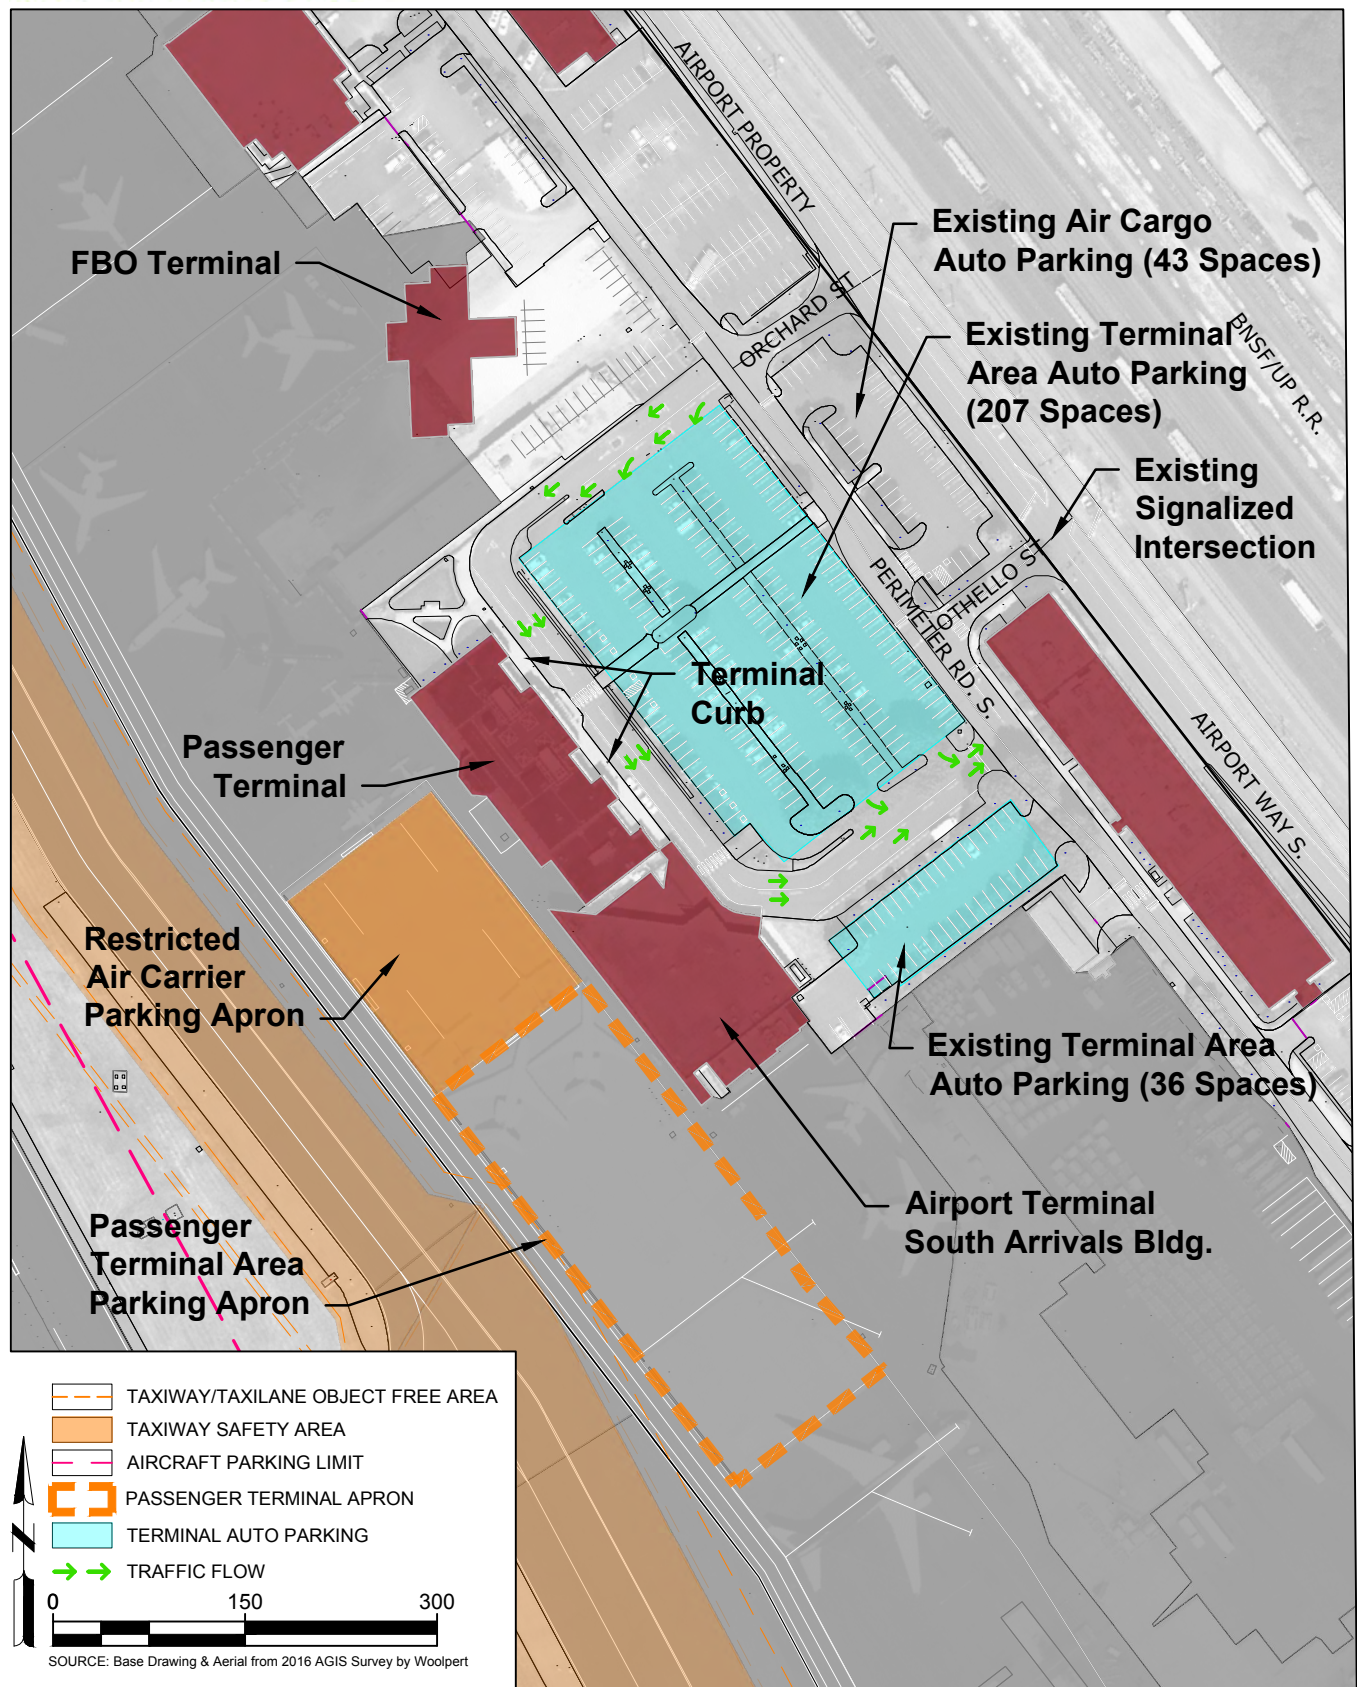 AIRPORT PROPERTY
Existing Air Cargo
Auto Parking (43 Spaces)
FBO Terminal
ORCHARD ST
BNSF/UP R.R.
Existing Terminal
Area Auto Parking
(207 Spaces)
Existing
Signalized
Intersection
OTHELLO ST
PERIMETER RD. S.
Terminal
Curb
AIRPORT WAY S.
Passenger
Terminal
Restricted
Air Carrier
Parking Apron
Existing Terminal Area
Auto Parking (36 Spaces)
Airport Terminal
South Arrivals Bldg.
Passenger
Terminal Area
Parking Apron
TAXIWAY/TAXILANE OBJECT FREE AREA
TAXIWAY SAFETY AREA
AIRCRAFT PARKING LIMIT
PASSENGER TERMINAL APRON
TERMINAL AUTO PARKING
TRAFFIC FLOW
N
0 150 300
SOURCE: Base Drawing & Aerial from 2016 AGIS Survey by Woolpert